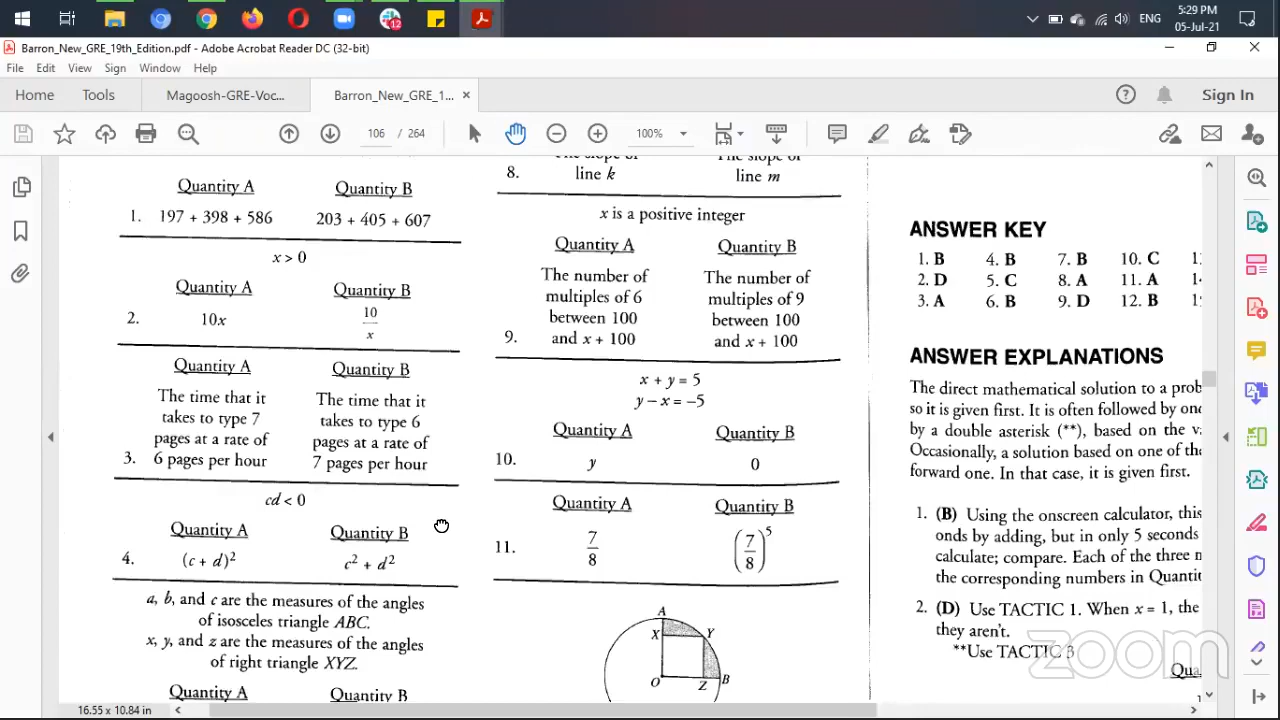 12
ENG
5:29 PM
05-Jul-21
Barron_New_GRE_19th_Edition.pdf - Adobe Acrobat Reader DC (32-bit)
File Edit View Sign Window Help
Home Tools Magoosh-GRE-Voc... Barron_New_GRE_1... × Sign In
106 / 264 100%
Quantity A Quantity B
1. 197 + 398 + 586 203 + 405 + 607
x > 0
Quantity A Quantity B
2. 10x 10/x
Quantity A Quantity B
The time that it The time that it
takes to type 7 takes to type 6
pages at a rate of pages at a rate of
3. 6 pages per hour 7 pages per hour
cd < 0
Quantity A Quantity B
4. (c + d)² c² + d²
a, b, and c are the measures of the angles
of isosceles triangle ABC.
x, y, and z are the measures of the angles
of right triangle XYZ.
Quantity A Quantity B
The slope of The slope of
8. line k line m
x is a positive integer
Quantity A Quantity B
The number of The number of
multiples of 6 multiples of 9
between 100 between 100
9. and x + 100 and x + 100
x + y = 5
y – x = –5
Quantity A Quantity B
10. y 0
Quantity A Quantity B
11. 7/8 (7/8)⁵
A
X Y
O Z B
ANSWER KEY
1. B 4. B 7. B 10. C
2. D 5. C 8. A 11. A
3. A 6. B 9. D 12. B
ANSWER EXPLANATIONS
The direct mathematical solution to a prob
so it is given first. It is often followed by one
by a double asterisk (**), based on the v
Occasionally, a solution based on one of the
forward one. In that case, it is given first.
1. (B) Using the onscreen calculator, this
onds by adding, but in only 5 seconds
calculate; compare. Each of the three n
the corresponding numbers in Quantit
2. (D) Use TACTIC 1. When x = 1, the
they aren't.
**Use TACTIC 3
Qua
zoom
16.55 x 10.84 in